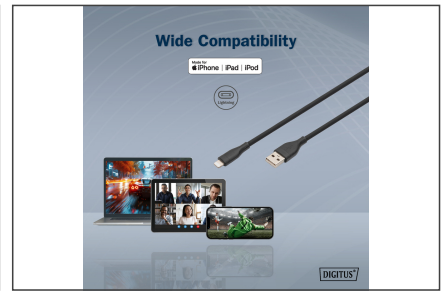 Wide Compatibility
Made for
iPhone | iPad | iPod
Lightning
DIGITUS®